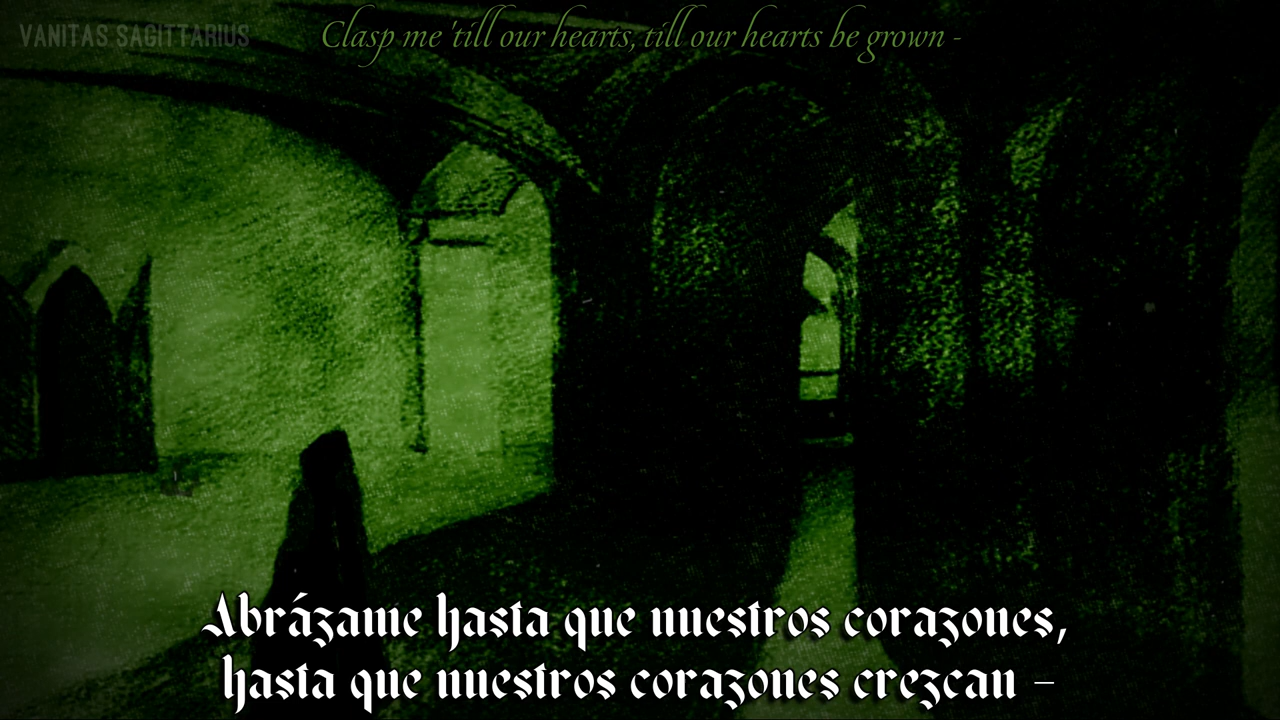 VANITAS SAGITTARIUS
Clasp me 'till our hearts, till our hearts be grown -
Abrázame hasta que nuestros corazones,
hasta que nuestros corazones crezcan –